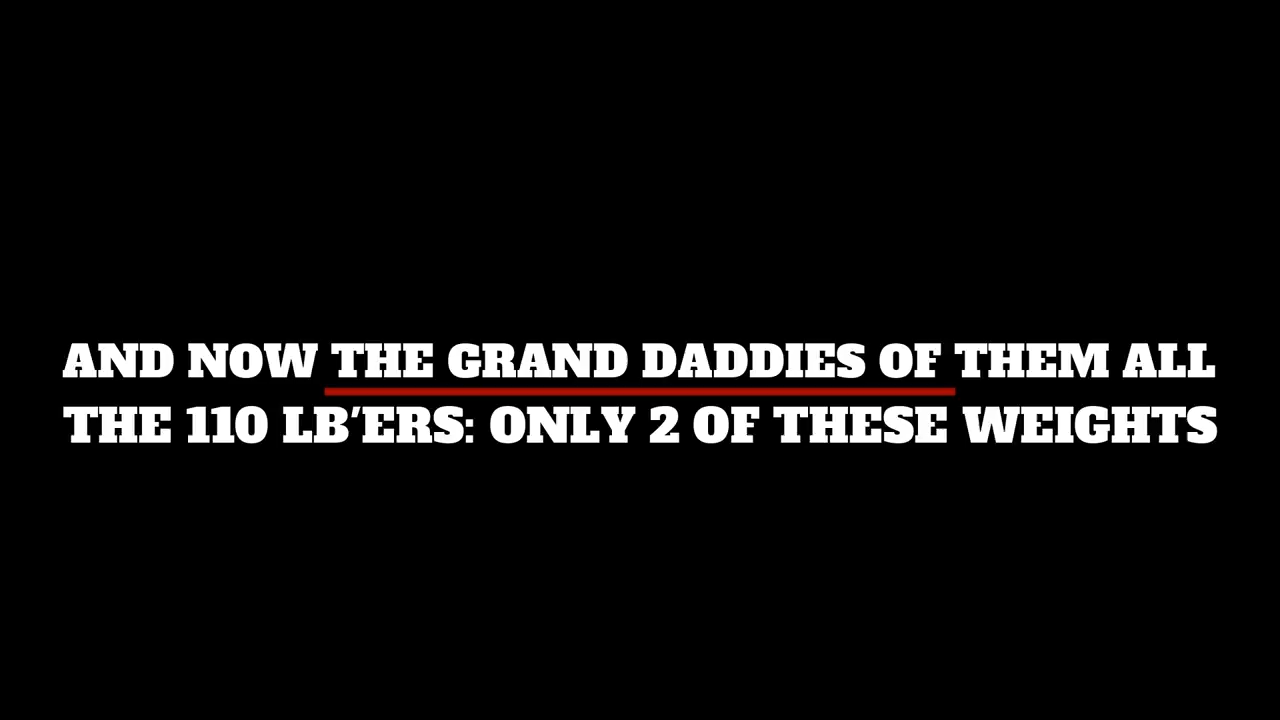 AND NOW THE GRAND DADDIES OF THEM ALL
THE 110 LB'ERS: ONLY 2 OF THESE WEIGHTS